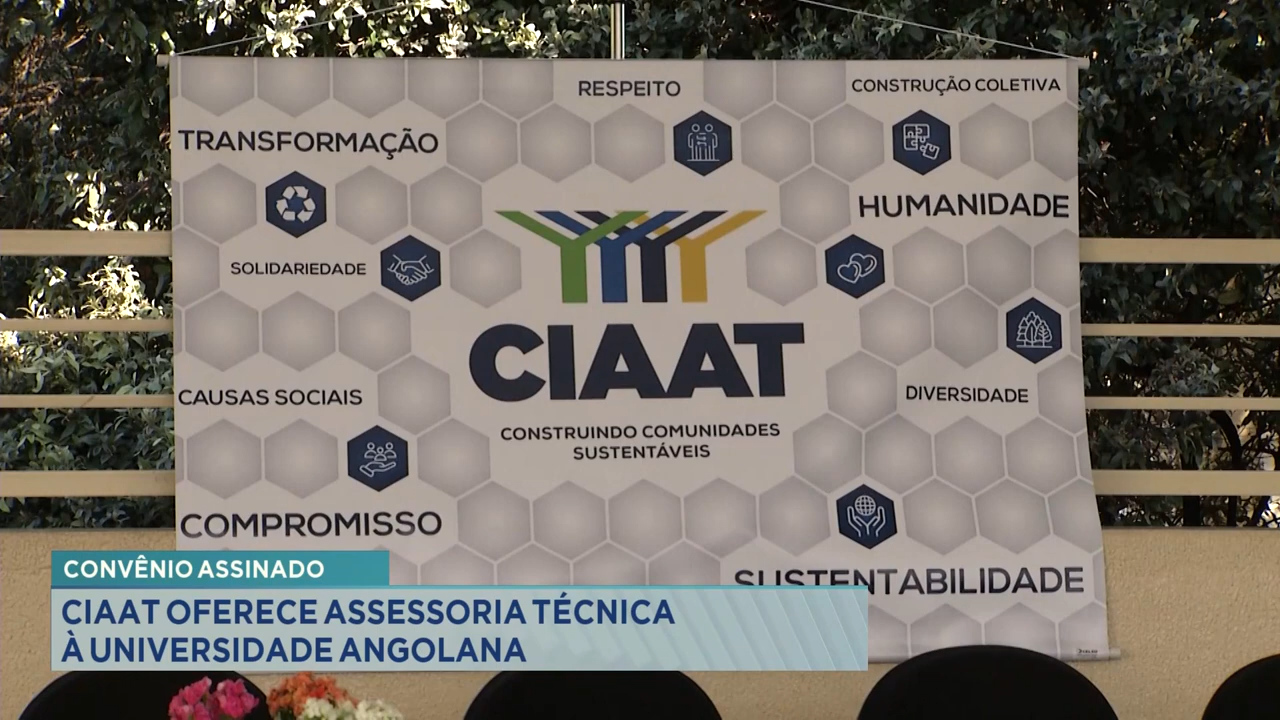 RESPEITO
CONSTRUÇÃO COLETIVA
TRANSFORMAÇÃO
HUMANIDADE
SOLIDARIEDADE
CIAAT
CONSTRUINDO COMUNIDADES
SUSTENTÁVEIS
CAUSAS SOCIAIS
DIVERSIDADE
COMPROMISSO
SUSTENTABILIDADE
CONVÊNIO ASSINADO
CIAAT OFERECE ASSESSORIA TÉCNICA
À UNIVERSIDADE ANGOLANA